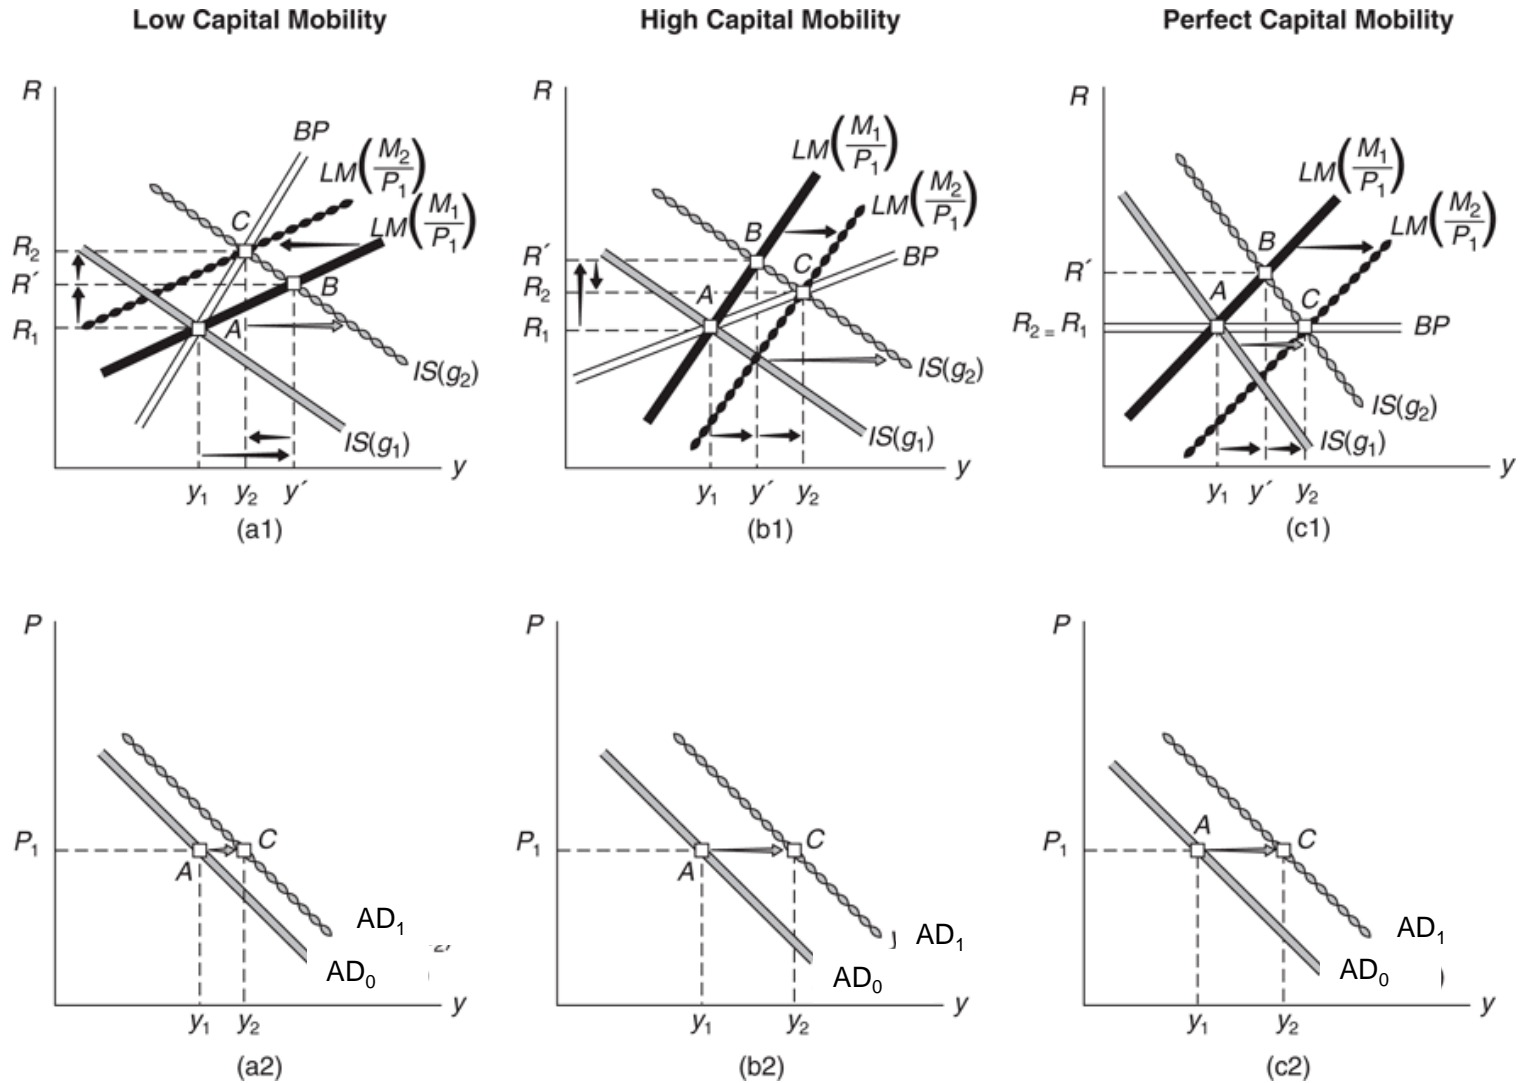 Low Capital Mobility
High Capital Mobility
Perfect Capital Mobility
R
BP
LM(M₂/P₁)
LM(M₁/P₁)
C
R₂
R´
B
R₁
A
IS(g₂)
IS(g₁)
y
y₁ y₂ y´
(a1)
R
LM(M₁/P₁)
LM(M₂/P₁)
B
R´
C
BP
R₂
A
R₁
IS(g₂)
IS(g₁)
y
y₁ y´ y₂
(b1)
R
LM(M₁/P₁)
LM(M₂/P₁)
B
R´
A
C
R₂ = R₁
BP
IS(g₂)
IS(g₁)
y
y₁ y´ y₂
(c1)
P
P₁
C
A
AD₁
AD₀
y
y₁ y₂
(a2)
P
P₁
C
A
AD₁
AD₀
y
y₁ y₂
(b2)
P
A
C
P₁
AD₁
AD₀
y
y₁ y₂
(c2)